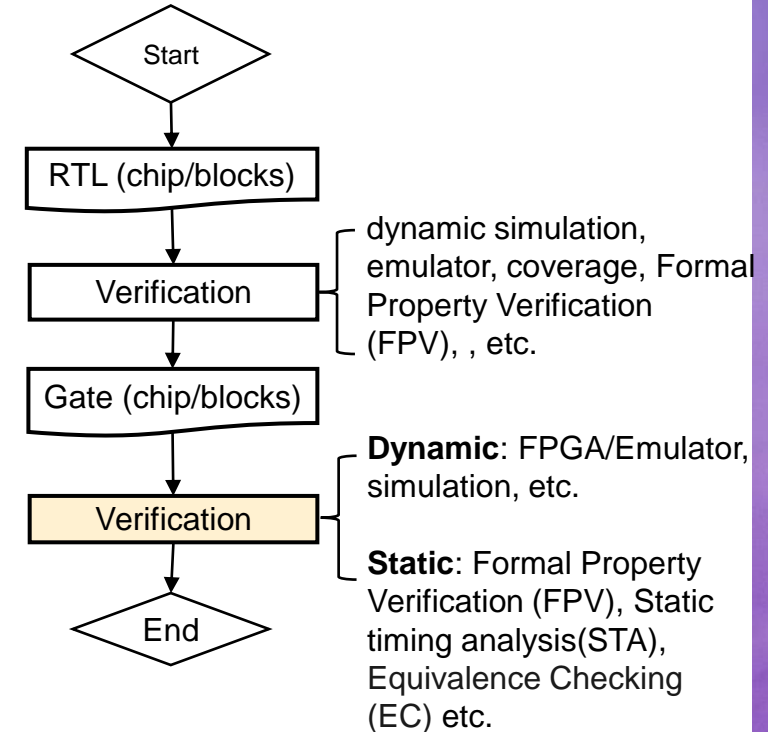 Start
RTL (chip/blocks)
Verification
dynamic simulation,
emulator, coverage, Formal
Property Verification
(FPV), , etc.
Gate (chip/blocks)
Verification
Dynamic: FPGA/Emulator,
simulation, etc.
Static: Formal Property
Verification (FPV), Static
timing analysis(STA),
Equivalence Checking
(EC) etc.
End